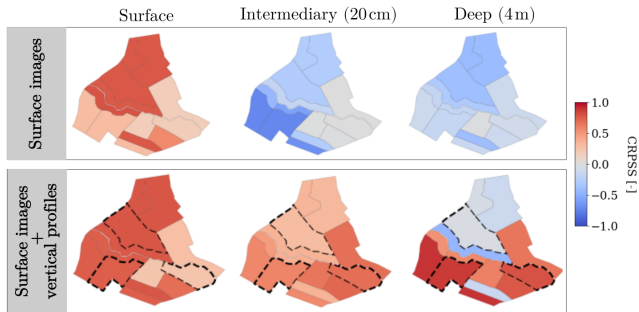 Surface
Intermediary (20 cm)
Deep (4 m)
Surface images
Surface images
+
vertical profiles
1.0
0.5
0.0
−0.5
−1.0
CRPSS [-]